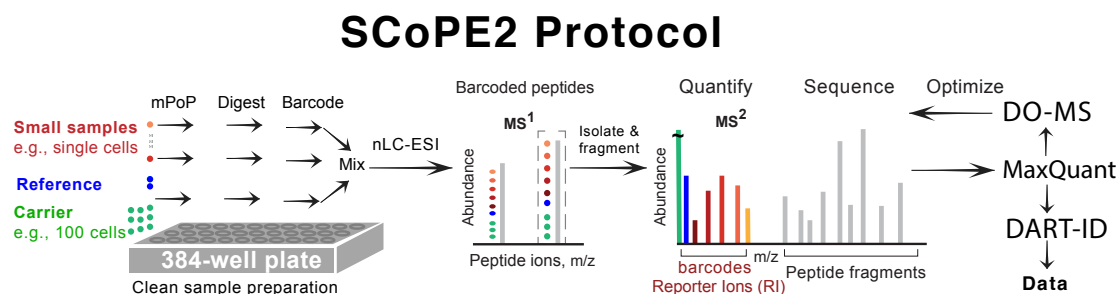 SCoPE2 Protocol
mPoP
Digest
Barcode
Small samples
e.g., single cells
Reference
Carrier
e.g., 100 cells
Mix
nLC-ESI
384-well plate
Clean sample preparation
Barcoded peptides
MS1
Abundance
Peptide ions, m/z
Isolate &
fragment
Quantify
MS2
Abundance
barcodes
Reporter Ions (RI)
m/z
Sequence
Peptide fragments
Optimize
DO-MS
MaxQuant
DART-ID
Data